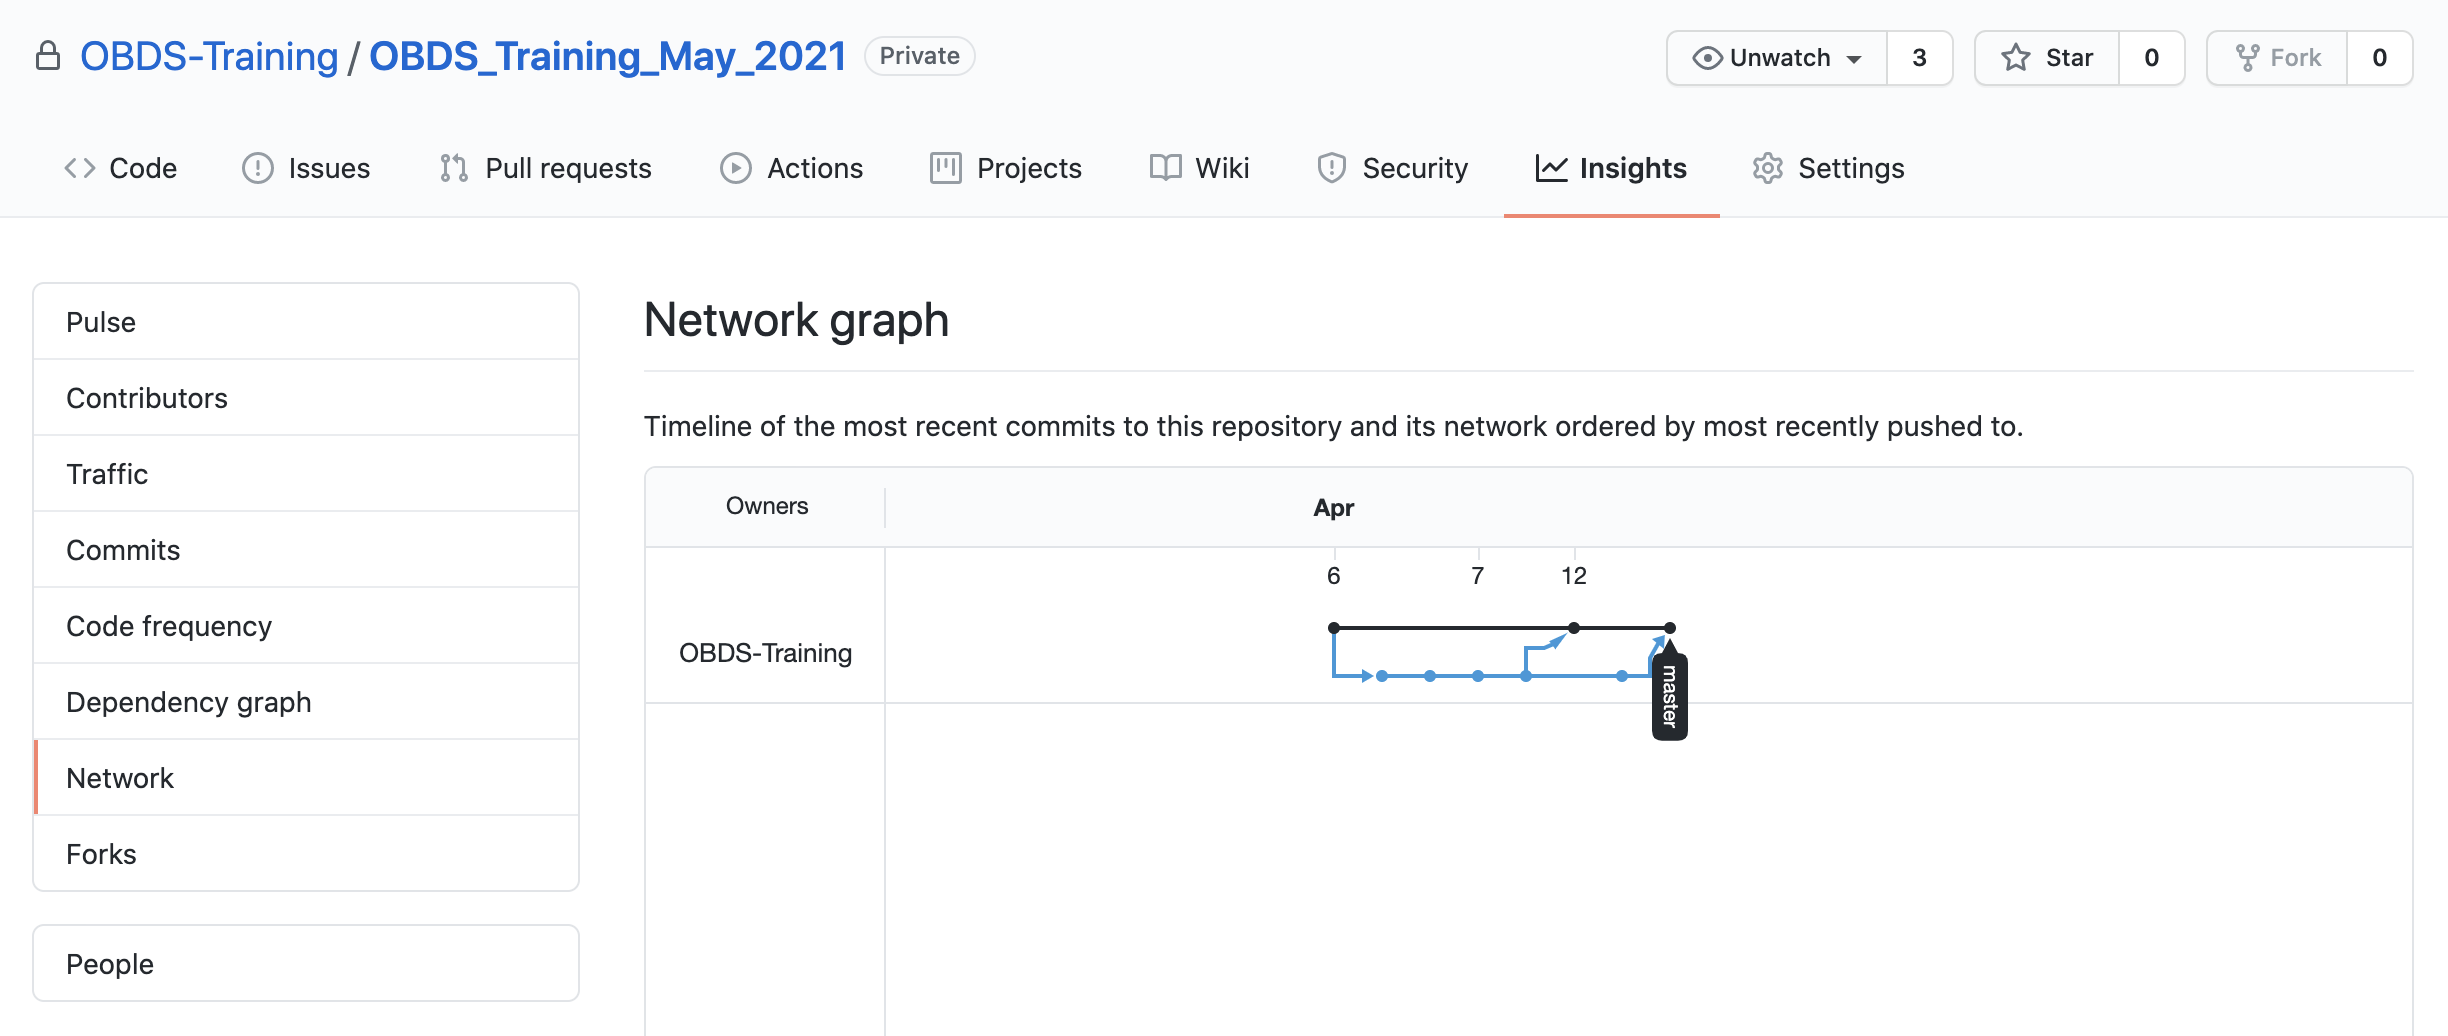 OBDS-Training / OBDS_Training_May_2021 Private
Unwatch 3 Star 0 Fork 0
Code Issues Pull requests Actions Projects Wiki Security Insights Settings
Pulse
Contributors
Traffic
Commits
Code frequency
Dependency graph
Network
Forks
People
Network graph
Timeline of the most recent commits to this repository and its network ordered by most recently pushed to.
Owners Apr
6 7 12
OBDS-Training
master